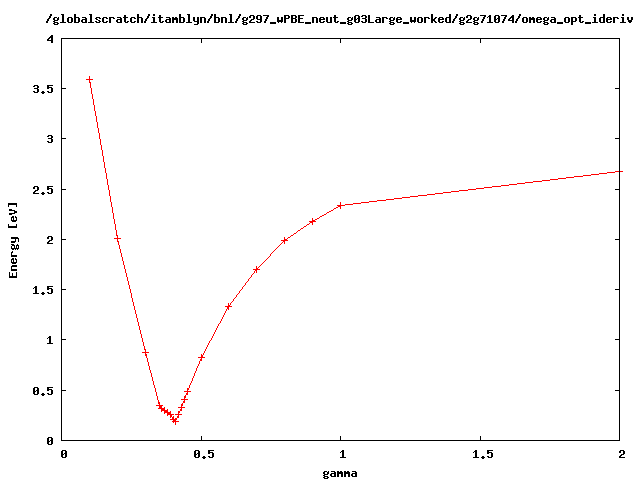 /globalscratch/itamblyn/bnl/g297_wPBE_neut_g03Large_worked/g2g71074/omega_opt_ideriv
4
3.5
3
2.5
2
1.5
1
0.5
0
Energy [eV]
0 0.5 1 1.5 2
gamma